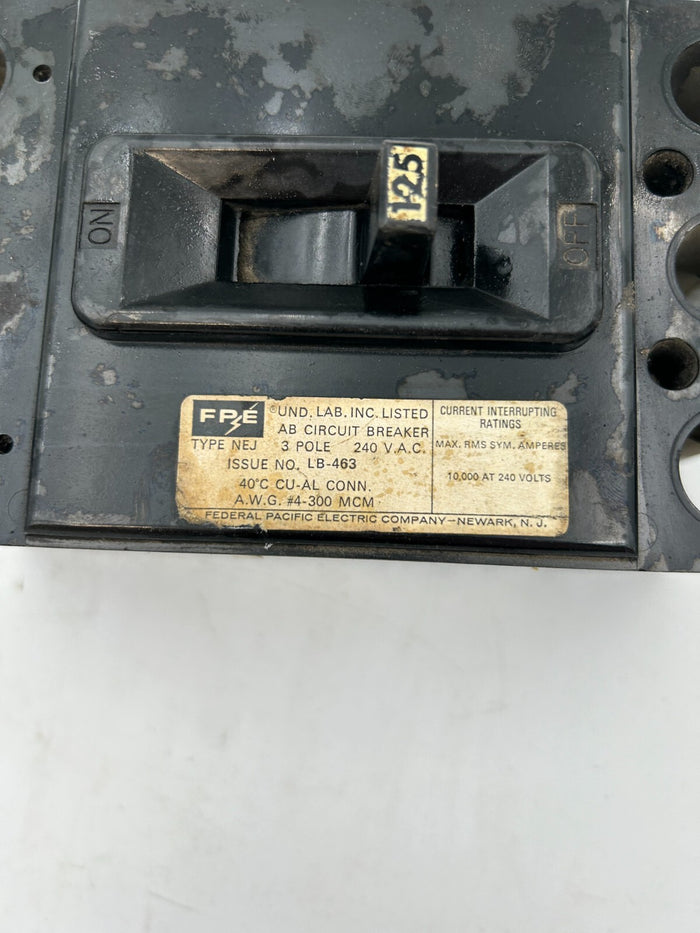 125
ON
OFF
FPE
®UND. LAB. INC. LISTED
AB CIRCUIT BREAKER
TYPE NEJ 3 POLE 240 V.A.C.
ISSUE NO. LB-463
40°C CU-AL CONN.
A.W.G. #4-300 MCM
CURRENT INTERRUPTING
RATINGS
MAX. RMS SYM. AMPERES
10,000 AT 240 VOLTS
FEDERAL PACIFIC ELECTRIC COMPANY—NEWARK, N. J.